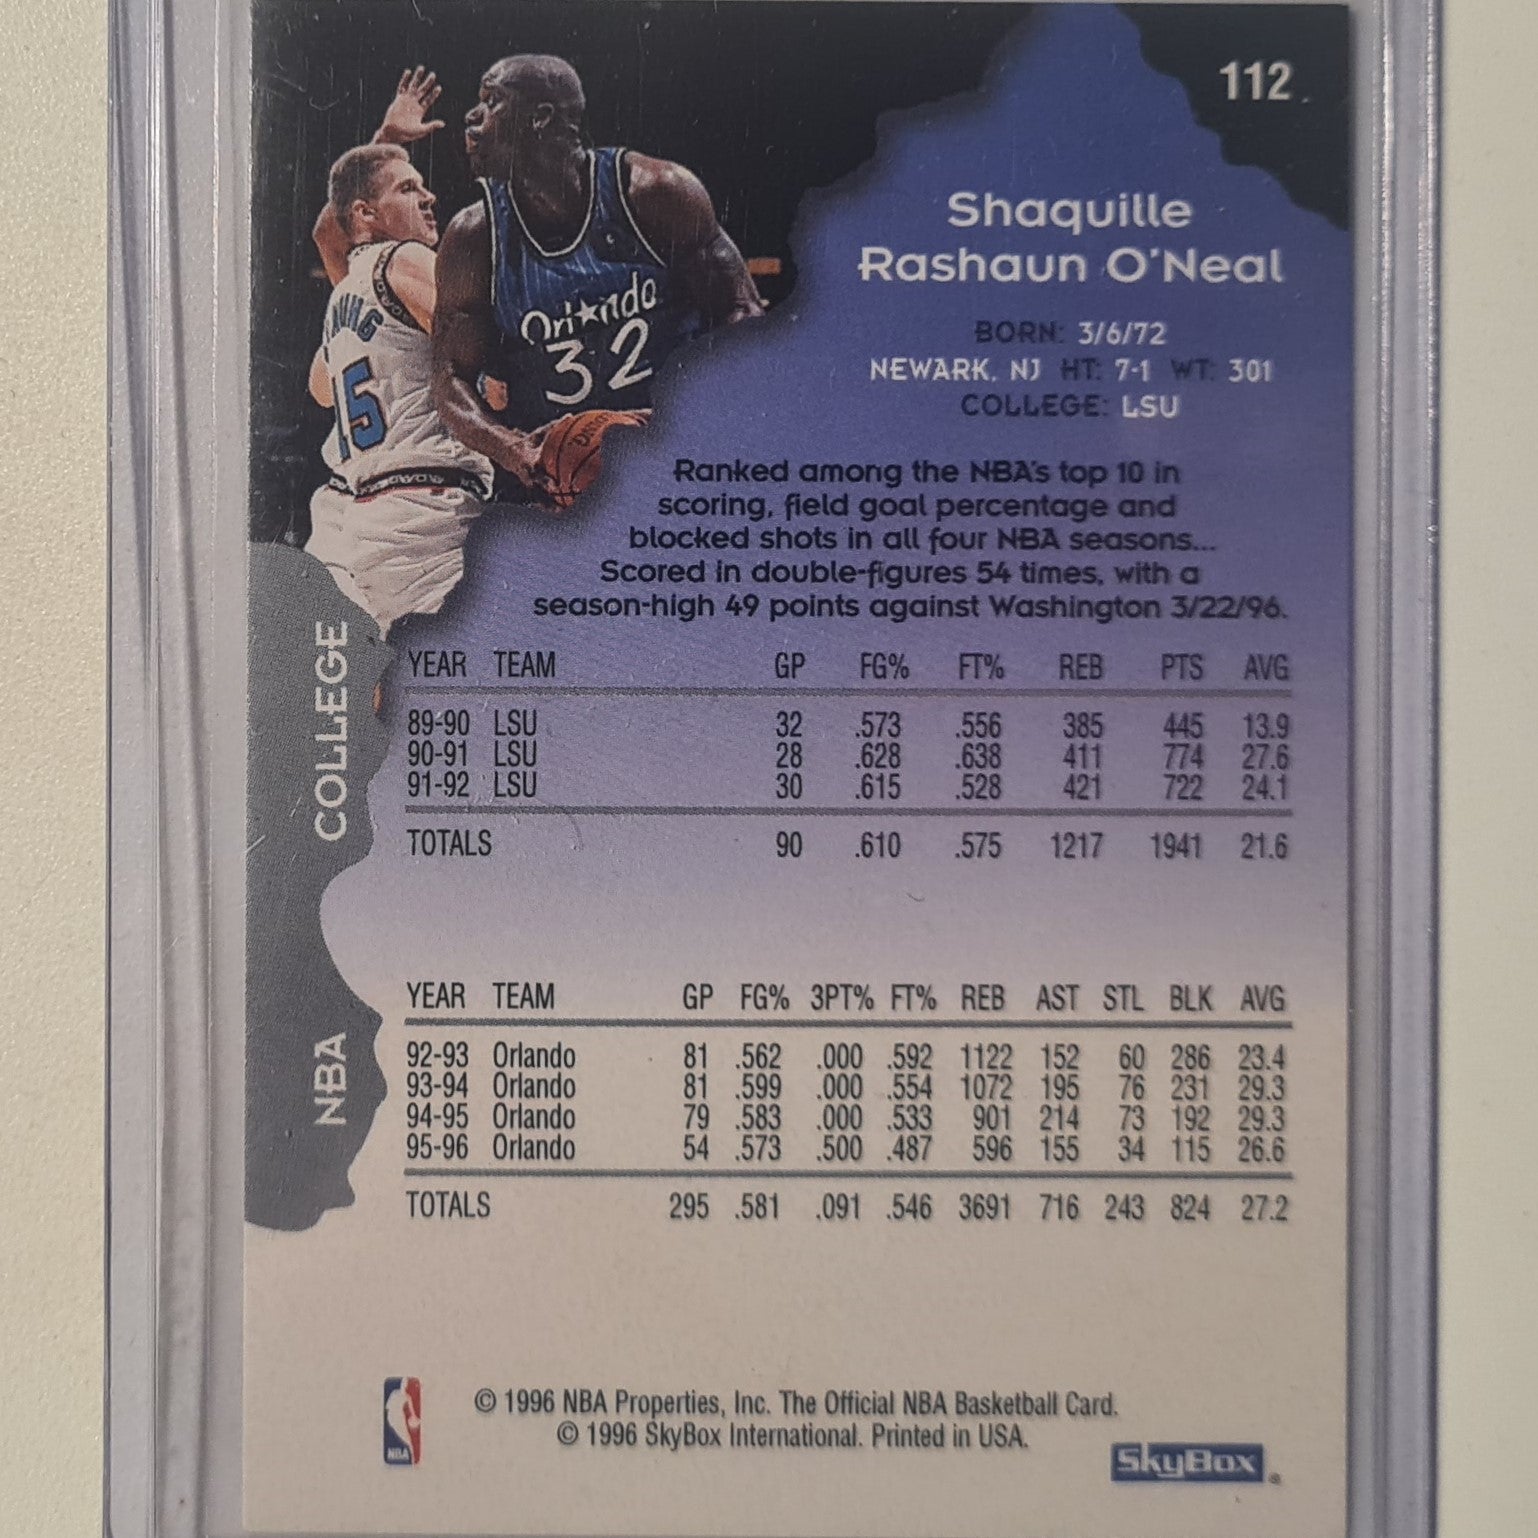 112
Shaquille
Rashaun O'Neal
BORN: 3/6/72
NEWARK, NJ HT: 7-1 WT: 301
COLLEGE: LSU
Orlando
32
15
Ranked among the NBA's top 10 in
scoring, field goal percentage and
blocked shots in all four NBA seasons...
Scored in double-figures 54 times, with a
season-high 49 points against Washington 3/22/96.
COLLEGE
YEAR TEAM GP FG% FT% REB PTS AVG
89-90 LSU 32 .573 .556 385 445 13.9
90-91 LSU 28 .628 .638 411 774 27.6
91-92 LSU 30 .615 .528 421 722 24.1
TOTALS 90 .610 .575 1217 1941 21.6
NBA
YEAR TEAM GP FG% 3PT% FT% REB AST STL BLK AVG
92-93 Orlando 81 .562 .000 .592 1122 152 60 286 23.4
93-94 Orlando 81 .599 .000 .554 1072 195 76 231 29.3
94-95 Orlando 79 .583 .000 .533 901 214 73 192 29.3
95-96 Orlando 54 .573 .500 .487 596 155 34 115 26.6
TOTALS 295 .581 .091 .546 3691 716 243 824 27.2
NBA
© 1996 NBA Properties, Inc. The Official NBA Basketball Card.
© 1996 SkyBox International. Printed in USA.
SkyBox